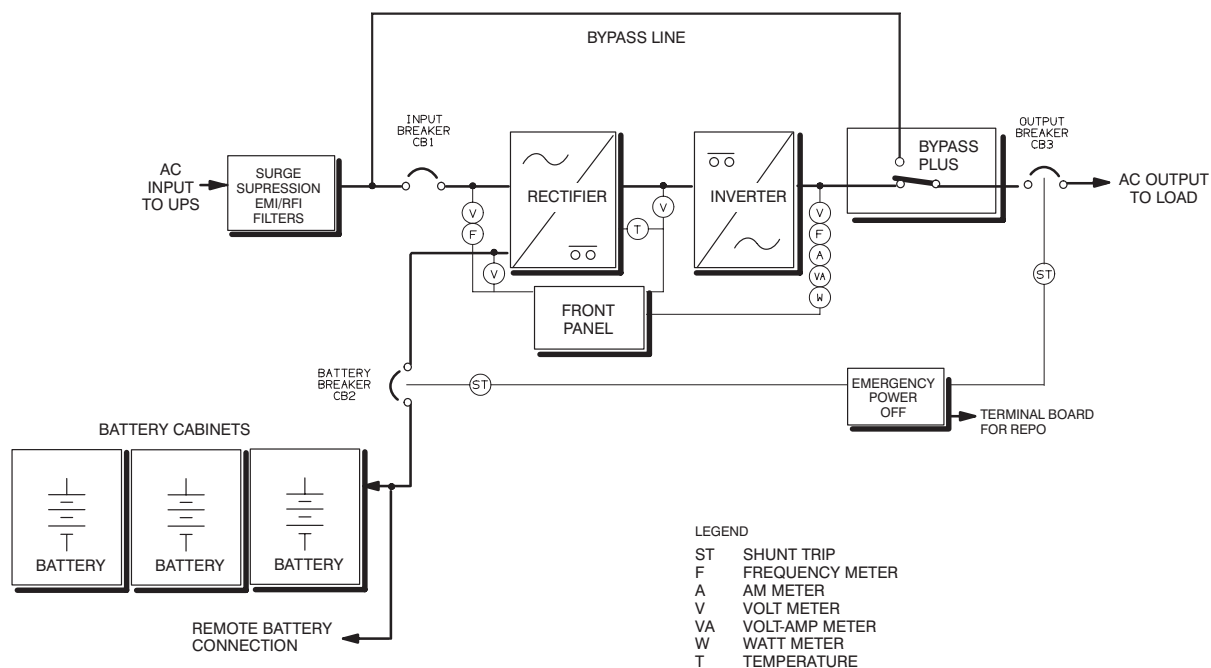 BYPASS LINE
INPUT
BREAKER
CB1
OUTPUT
BREAKER
CB3
AC
INPUT
TO UPS
SURGE
SUPRESSION
EMI/RFI
FILTERS
RECTIFIER
INVERTER
BYPASS
PLUS
AC OUTPUT
TO LOAD
V
F
V
T
V
V
F
A
VA
W
ST
FRONT
PANEL
BATTERY
BREAKER
CB2
ST
EMERGENCY
POWER
OFF
TERMINAL BOARD
FOR REPO
BATTERY CABINETS
BATTERY
BATTERY
BATTERY
REMOTE BATTERY
CONNECTION
LEGEND
ST SHUNT TRIP
F FREQUENCY METER
A AM METER
V VOLT METER
VA VOLT-AMP METER
W WATT METER
T TEMPERATURE